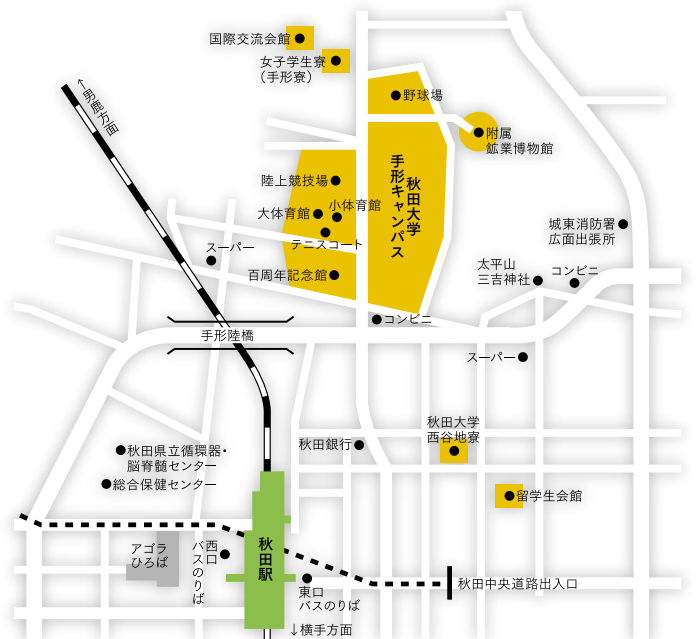 国際交流会館
女子学生寮
（手形寮）
↑男鹿方面
野球場
附属
鉱業博物館
陸上競技場
秋田大学
手形キャンパス
大体育館
小体育館
テニスコート
スーパー
百周年記念館
城東消防署
広面出張所
太平山
三吉神社
コンビニ
コンビニ
手形陸橋
スーパー
秋田大学
西谷地寮
秋田銀行
秋田県立循環器・
脳脊髄センター
総合保健センター
留学生会館
アゴラ
ひろば
西口
バスのりば
秋田駅
東口
バスのりば
秋田中央道路出入口
↓横手方面